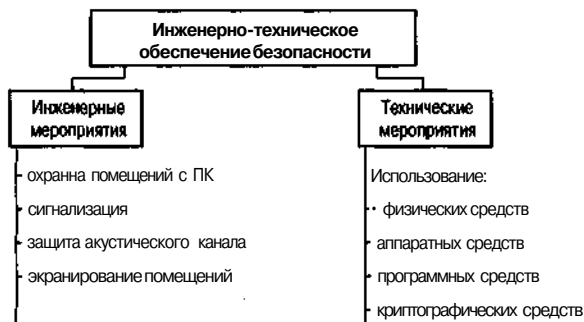 Инженерно-техническое
обеспечение безопасности
Инженерные
мероприятия
охранна помещений с ПК
сигнализация
защита акустического канала
экранирование помещений
Технические
мероприятия
Использование:
· физических средств
аппаратных средств
программных средств
криптографических средств